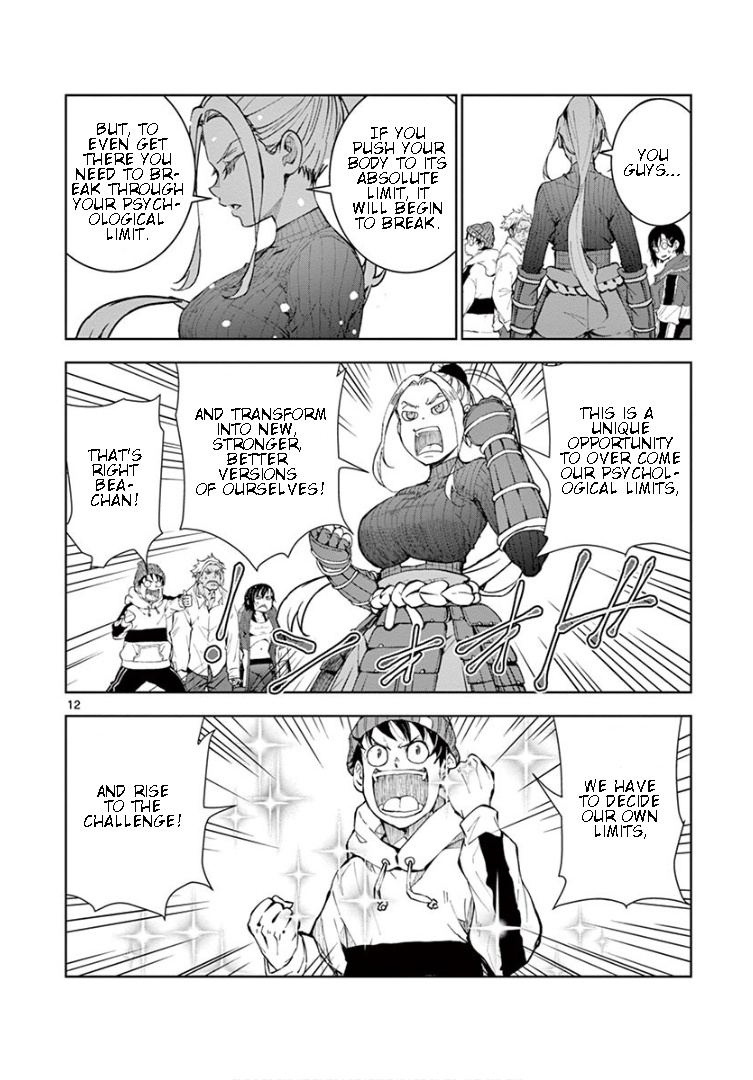 YOU
GUYS...
IF YOU
PUSH YOUR
BODY TO ITS
ABSOLUTE
LIMIT, IT
WILL BEGIN
TO BREAK.
BUT, TO
EVEN GET
THERE YOU
NEED TO BR-
EAK THROUGH
YOUR PSYCH-
OLOGICAL
LIMIT.
THIS IS A
UNIQUE
OPPORTUNITY
TO OVER COME
OUR PSYCHOL-
OGICAL LIMITS,
AND TRANSFORM
INTO NEW,
STRONGER,
BETTER
VERSIONS
OF OURSELVES!
THAT'S
RIGHT
BEA-
CHAN!
12
WE HAVE
TO DECIDE
OUR OWN
LIMITS,
AND RISE
TO THE
CHALLENGE!